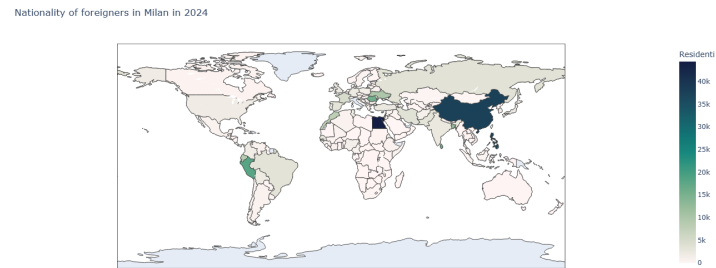 Nationality of foreigners in Milan in 2024
Residenti
40k
35k
30k
25k
20k
15k
10k
5k
0